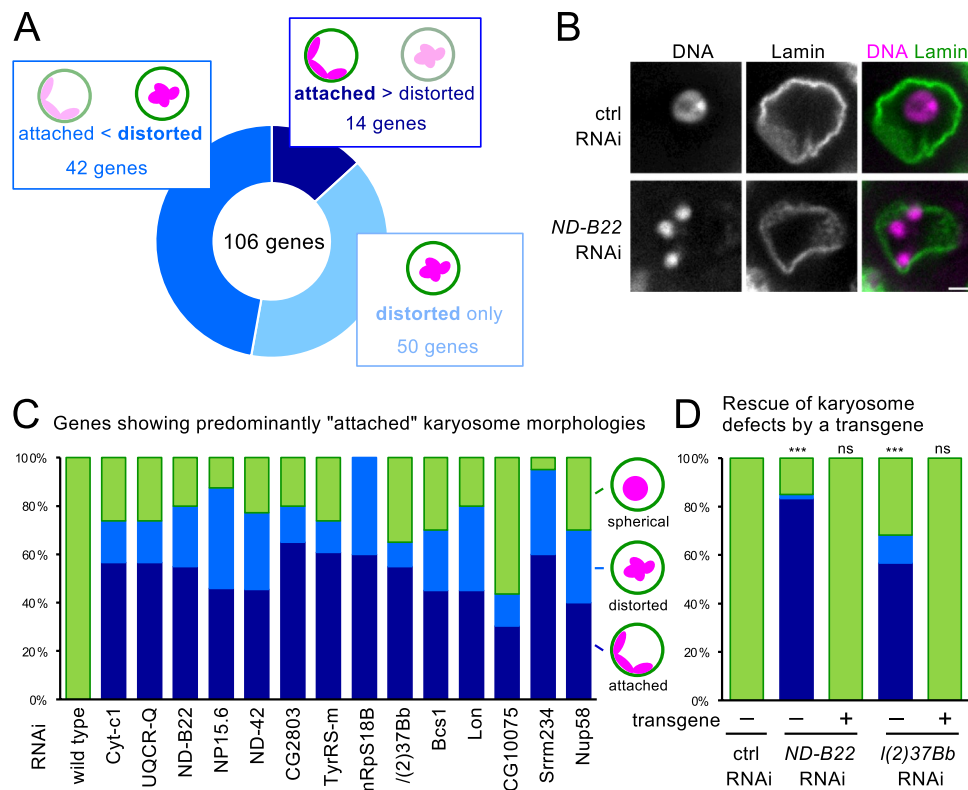 A
attached > distorted
14 genes
attached < distorted
42 genes
106 genes
distorted only
50 genes
B
DNA
Lamin
DNA Lamin
ctrl
RNAi
ND-B22
RNAi
C
Genes showing predominantly "attached" karyosome morphologies
100%
80%
60%
40%
20%
0%
RNAi
wild type
Cyt-c1
UQCR-Q
ND-B22
NP15.6
ND-42
CG2803
TyrRS-m
mRpS18B
/(2)37Bb
Bcs1
Lon
CG10075
Srrm234
Nup58
spherical
distorted
attached
D
Rescue of karyosome
defects by a transgene
*** ns *** ns
100%
80%
60%
40%
20%
0%
transgene – – + – +
ctrl
RNAi
ND-B22
RNAi
l(2)37Bb
RNAi